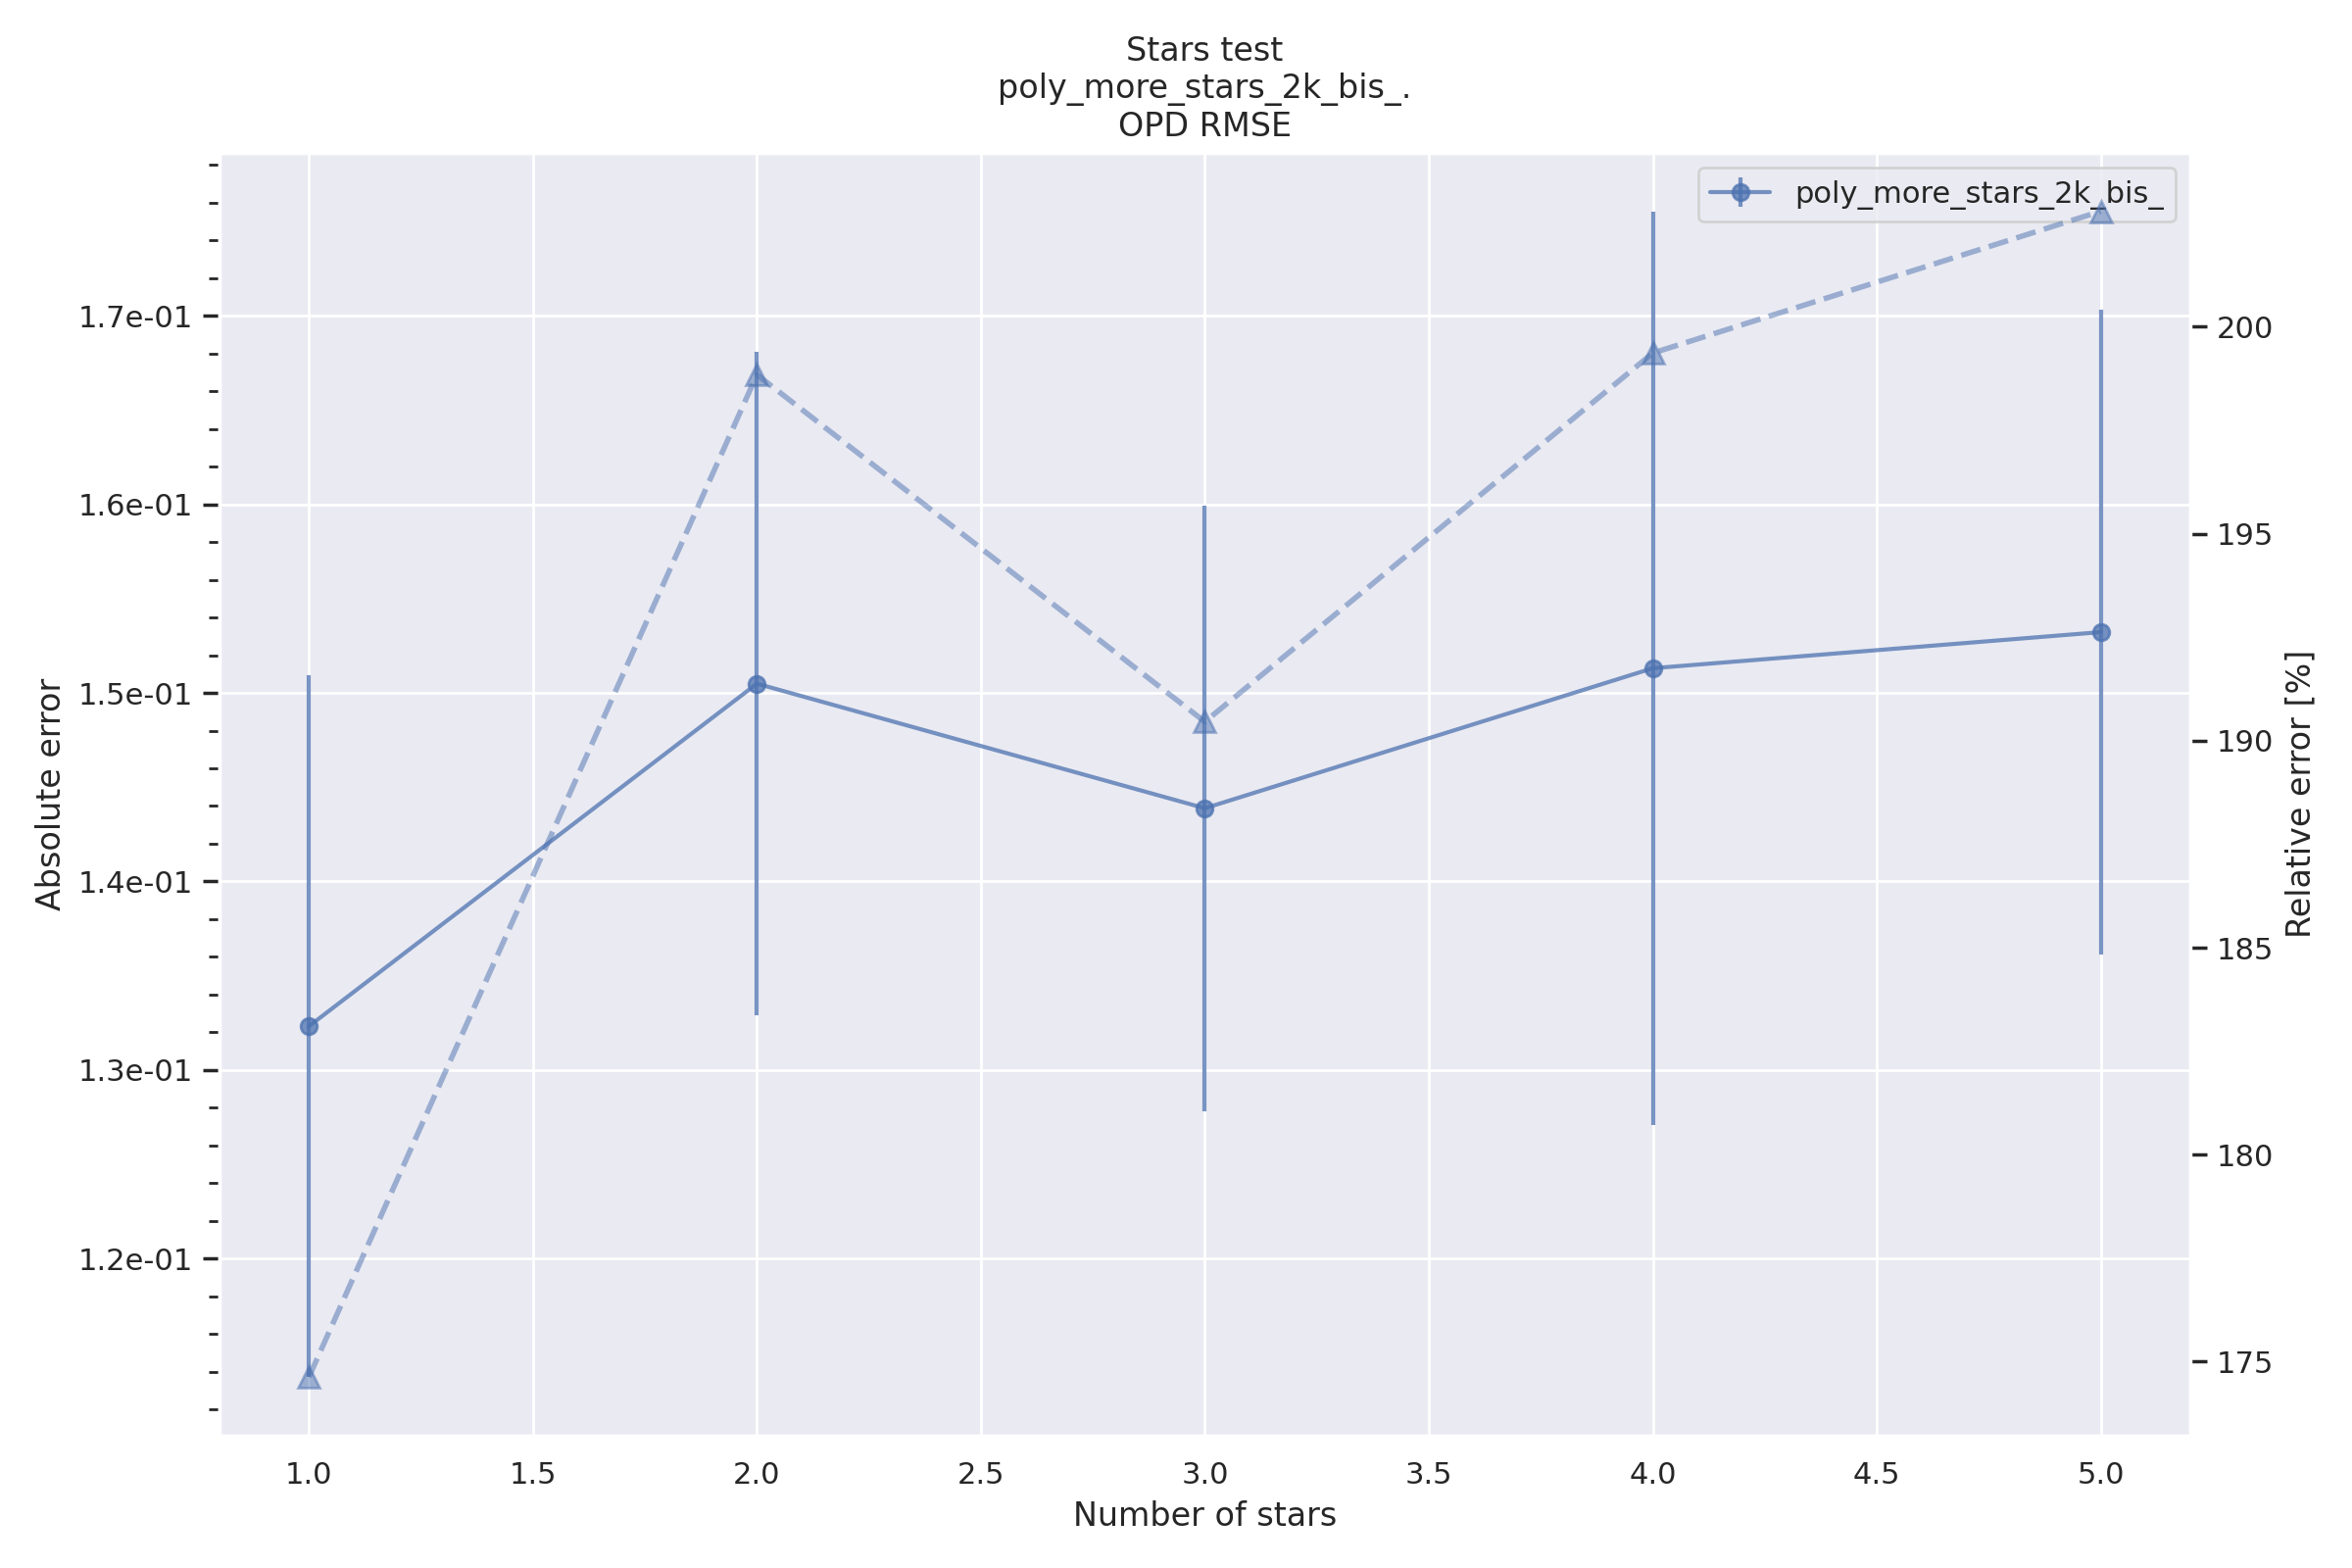 Stars test
poly_more_stars_2k_bis_.
OPD RMSE
poly_more_stars_2k_bis_
Absolute error
1.7e-01
1.6e-01
1.5e-01
1.4e-01
1.3e-01
1.2e-01
Relative error [%]
200
195
190
185
180
175
1.0 1.5 2.0 2.5 3.0 3.5 4.0 4.5 5.0
Number of stars